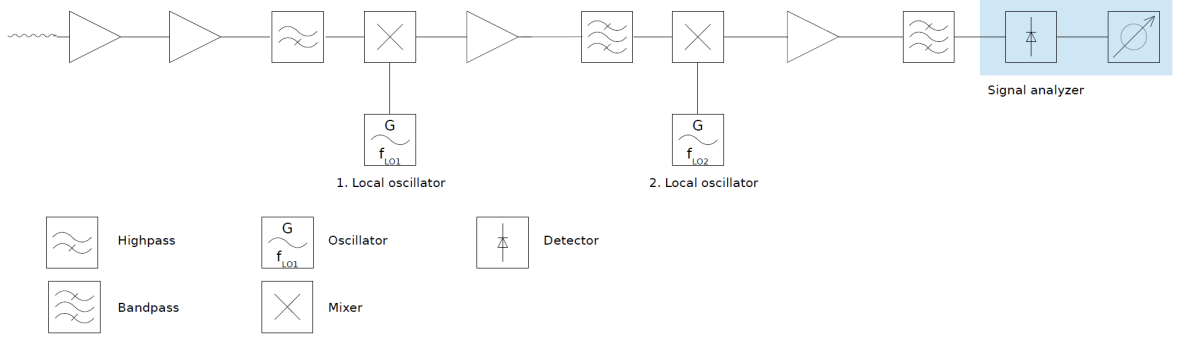 Signal analyzer
G
f LO1
G
f LO2
1. Local oscillator
2. Local oscillator
Highpass
G
f LO1
Oscillator
Detector
Bandpass
Mixer